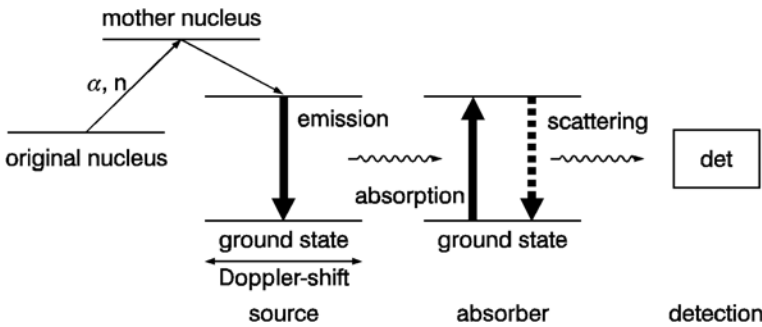 mother nucleus
α, n
original nucleus
emission
scattering
det
absorption
ground state
ground state
Doppler-shift
source
absorber
detection